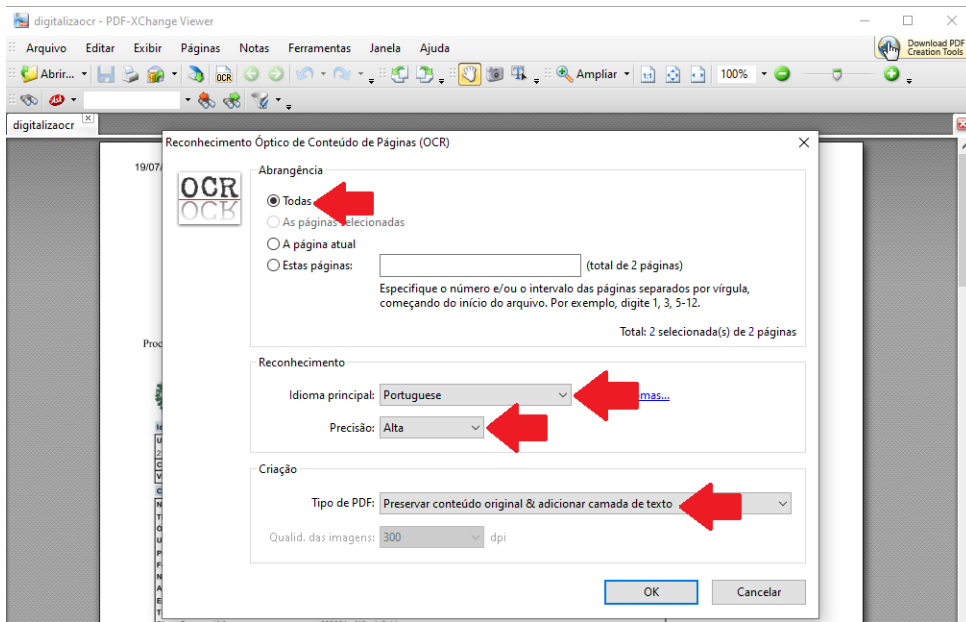 digitalizaocr - PDF-XChange Viewer
Arquivo Editar Exibir Páginas Notas Ferramentas Janela Ajuda
Download PDF
Creation Tools
Abrir... OCR Ampliar 1:1 100%
digitalizaocr
Reconhecimento Óptico de Conteúdo de Páginas (OCR)
19/07/
OCR
Abrangência
Todas
As páginas selecionadas
A página atual
Estas páginas: (total de 2 páginas)
Especifique o número e/ou o intervalo das páginas separados por vírgula,
começando do início do arquivo. Por exemplo, digite 1, 3, 5-12.
Total: 2 selecionada(s) de 2 páginas
Proc
Reconhecimento
Idioma principal: Portuguese omas...
Precisão: Alta
Criação
Tipo de PDF: Preservar conteúdo original & adicionar camada de texto
Qualid. das imagens: 300 dpi
OK Cancelar